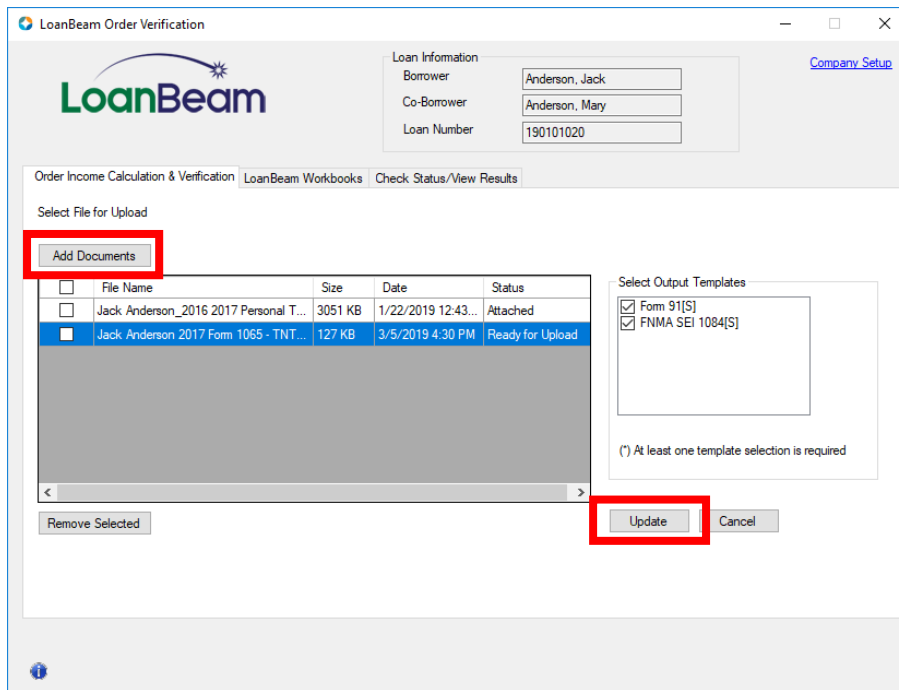 LoanBeam Order Verification
LoanBeam
Loan Information
Borrower Anderson, Jack
Co-Borrower Anderson, Mary
Loan Number 190101020
Company Setup
Order Income Calculation & Verification LoanBeam Workbooks Check Status/View Results
Select File for Upload
Add Documents
File Name Size Date Status
Jack Anderson_2016 2017 Personal T... 3051 KB 1/22/2019 12:43... Attached
Jack Anderson 2017 Form 1065 - TNT... 127 KB 3/5/2019 4:30 PM Ready for Upload
Select Output Templates
Form 91[S]
FNMA SEI 1084[S]
(*) At least one template selection is required
Remove Selected
Update Cancel